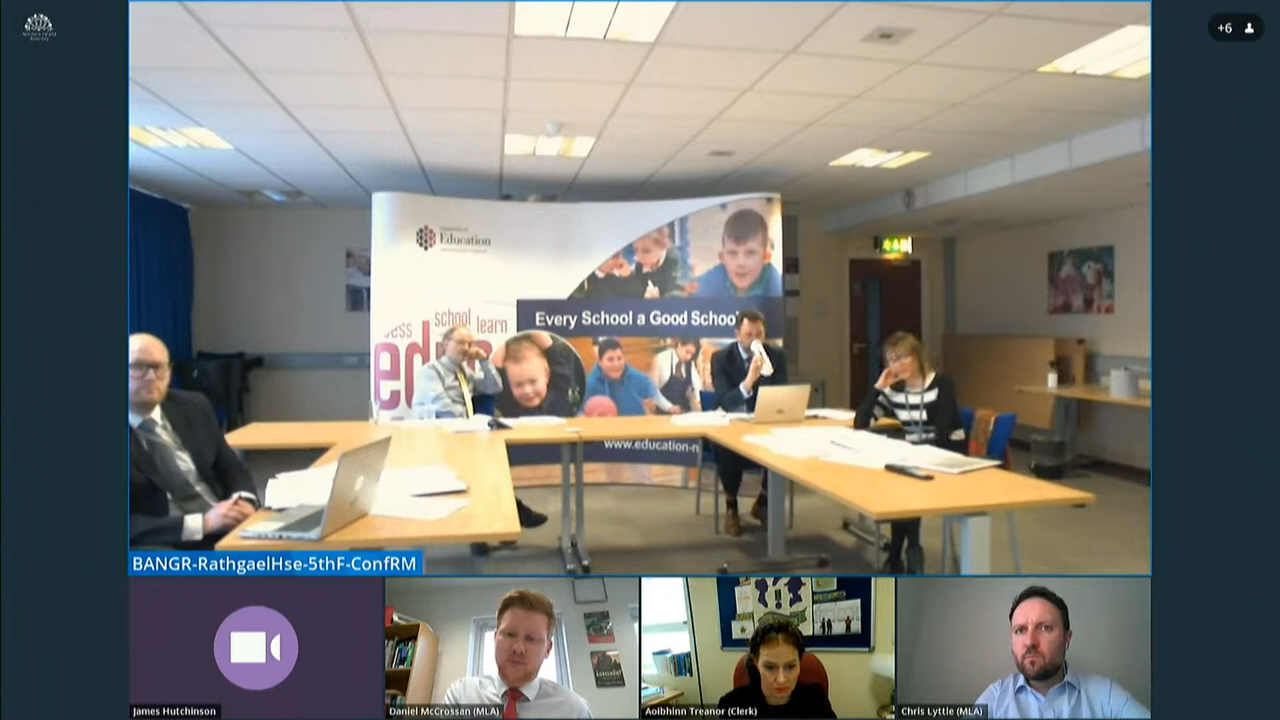 +6
Education
ess
school
learn
Every School a Good School
www.education-n
BANGR-RathgaelHse-5thF-ConfRM
James Hutchinson
Daniel McCrossan (MLA)
Aoibhinn Treanor (Clerk)
Chris Lyttle (MLA)